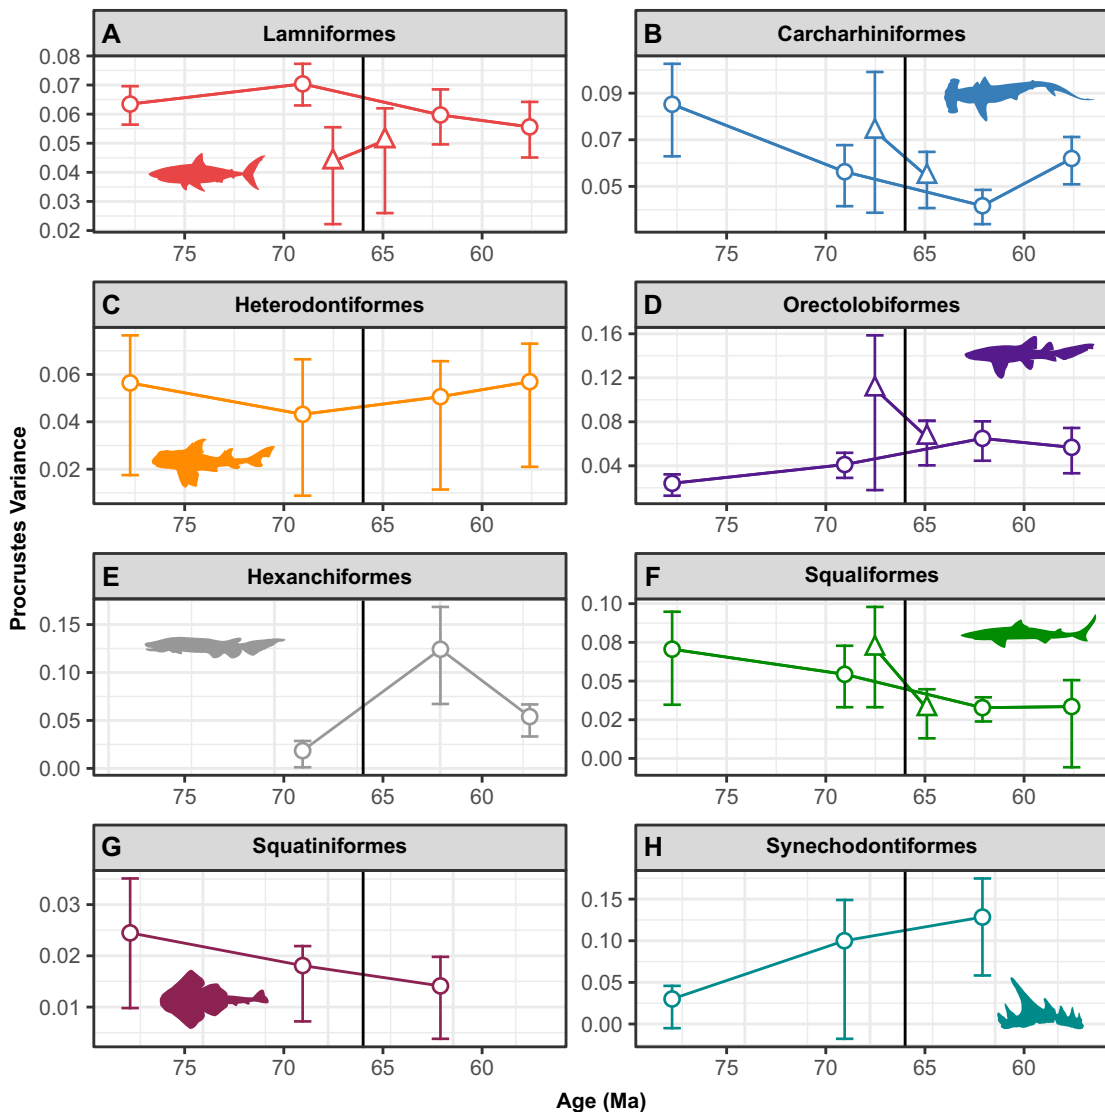 A Lamniformes
0.08
0.07
0.06
0.05
0.04
0.03
0.02
75 70 65 60
B Carcharhiniformes
0.09
0.07
0.05
75 70 65 60
C Heterodontiformes
0.06
0.04
0.02
75 70 65 60
D Orectolobiformes
0.16
0.12
0.08
0.04
75 70 65 60
E Hexanchiformes
0.15
0.10
0.05
0.00
75 70 65 60
F Squaliformes
0.10
0.08
0.05
0.02
0.00
75 70 65 60
G Squatiniformes
0.03
0.02
0.01
75 70 65 60
H Synechodontiformes
0.15
0.10
0.05
0.00
75 70 65 60
Procrustes Variance
Age (Ma)